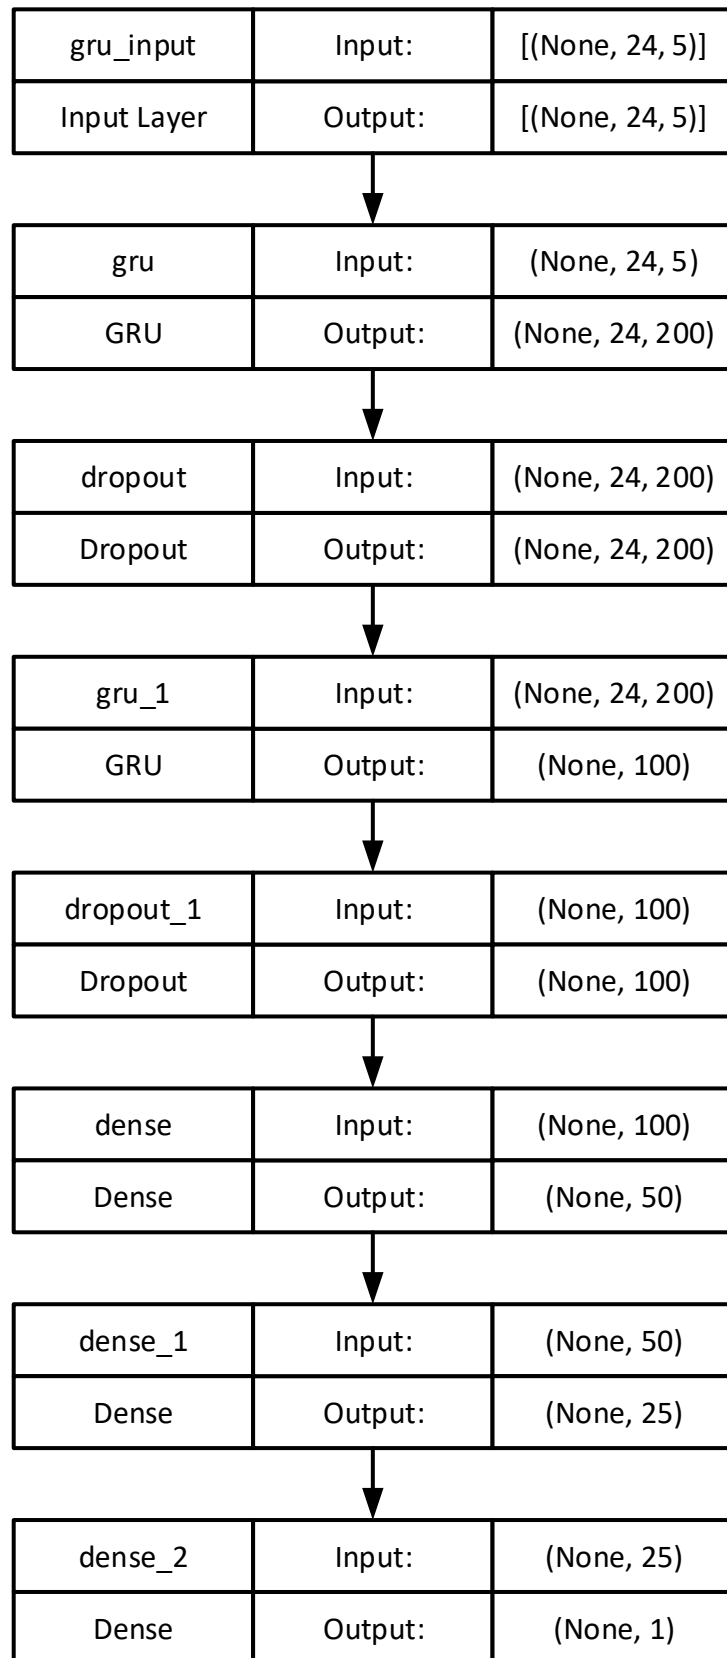 gru_input Input: [(None, 24, 5)]
Input Layer Output: [(None, 24, 5)]
gru Input: (None, 24, 5)
GRU Output: (None, 24, 200)
dropout Input: (None, 24, 200)
Dropout Output: (None, 24, 200)
gru_1 Input: (None, 24, 200)
GRU Output: (None, 100)
dropout_1 Input: (None, 100)
Dropout Output: (None, 100)
dense Input: (None, 100)
Dense Output: (None, 50)
dense_1 Input: (None, 50)
Dense Output: (None, 25)
dense_2 Input: (None, 25)
Dense Output: (None, 1)